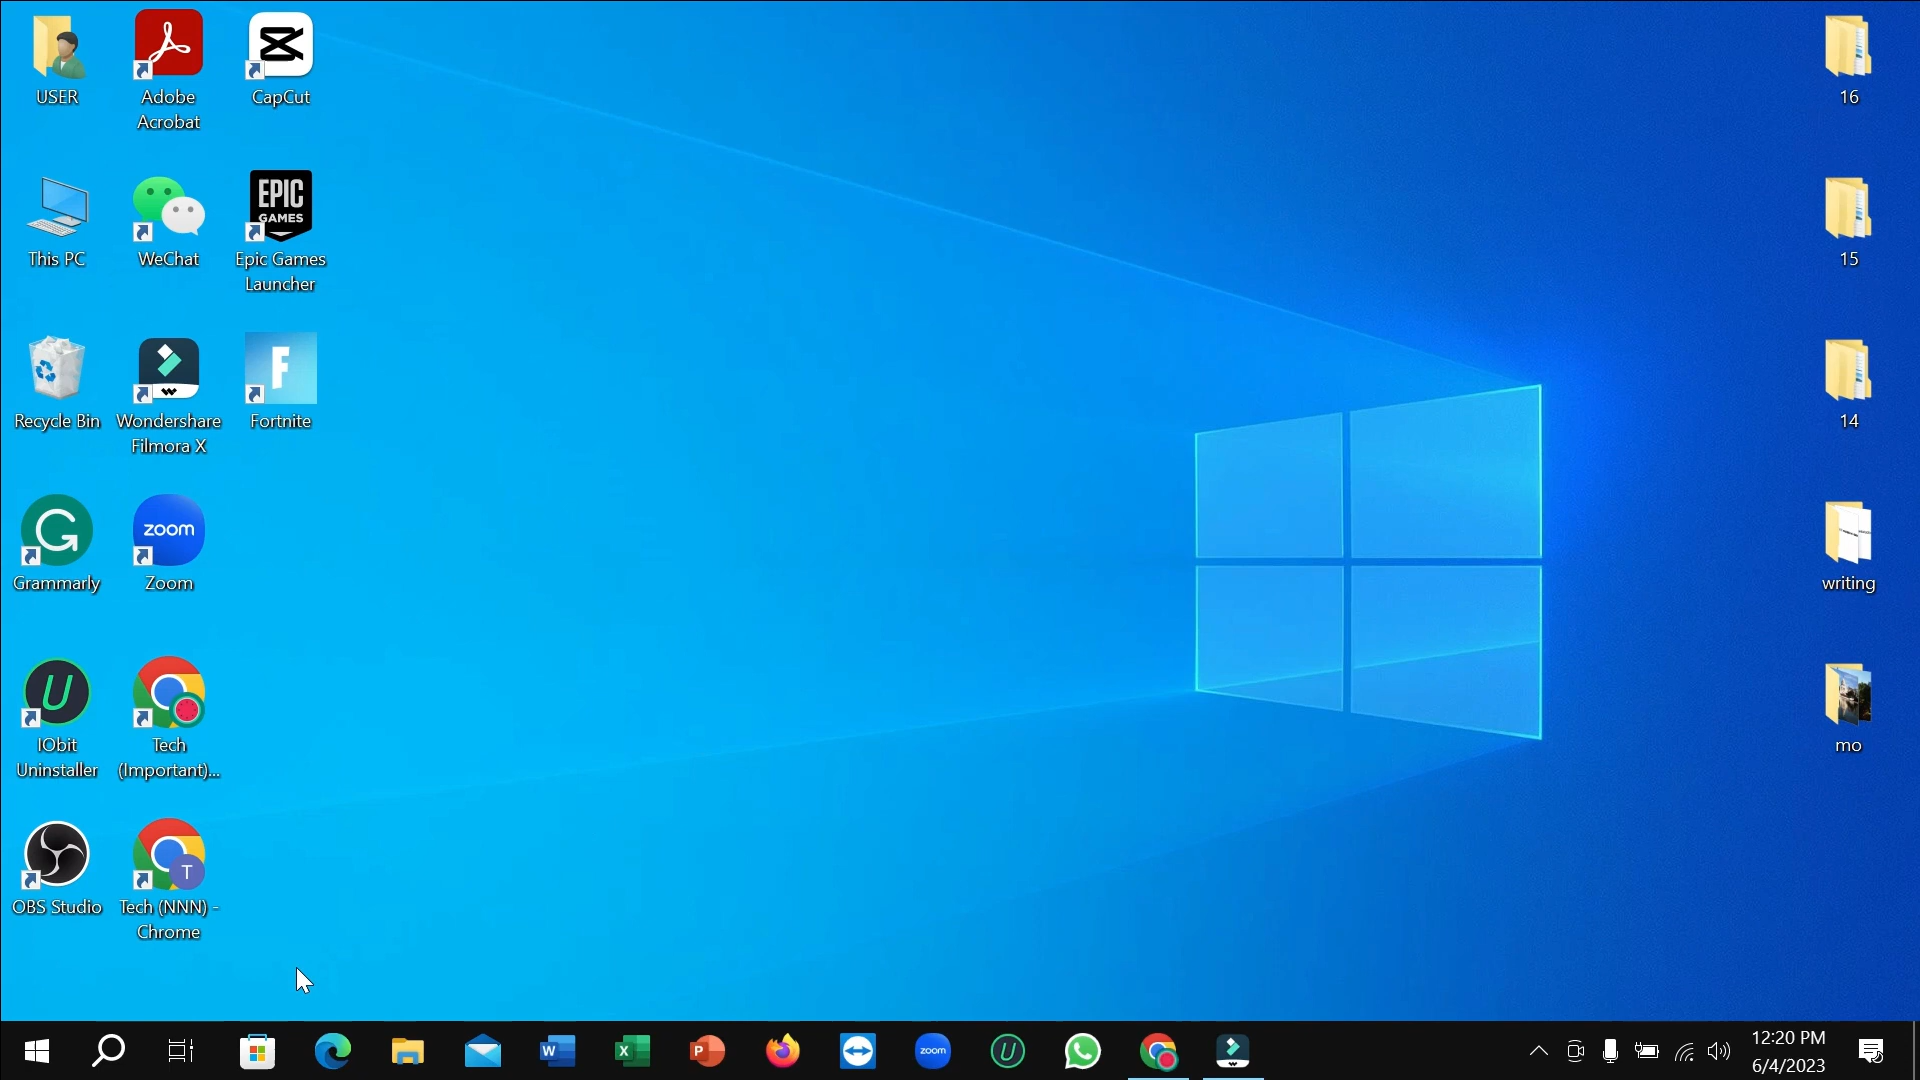 USER
Adobe
Acrobat
CapCut
This PC
WeChat
EPIC
GAMES
Epic Games
Launcher
Recycle Bin
Wondershare
Filmora X
F
Fortnite
G
Grammarly
zoom
Zoom
U
IObit
Uninstaller
Tech
(Important)...
OBS Studio
T
Tech (NNN) -
Chrome
16
15
14
writing
mo
W
X
P
zoom
U
12:20 PM
6/4/2023